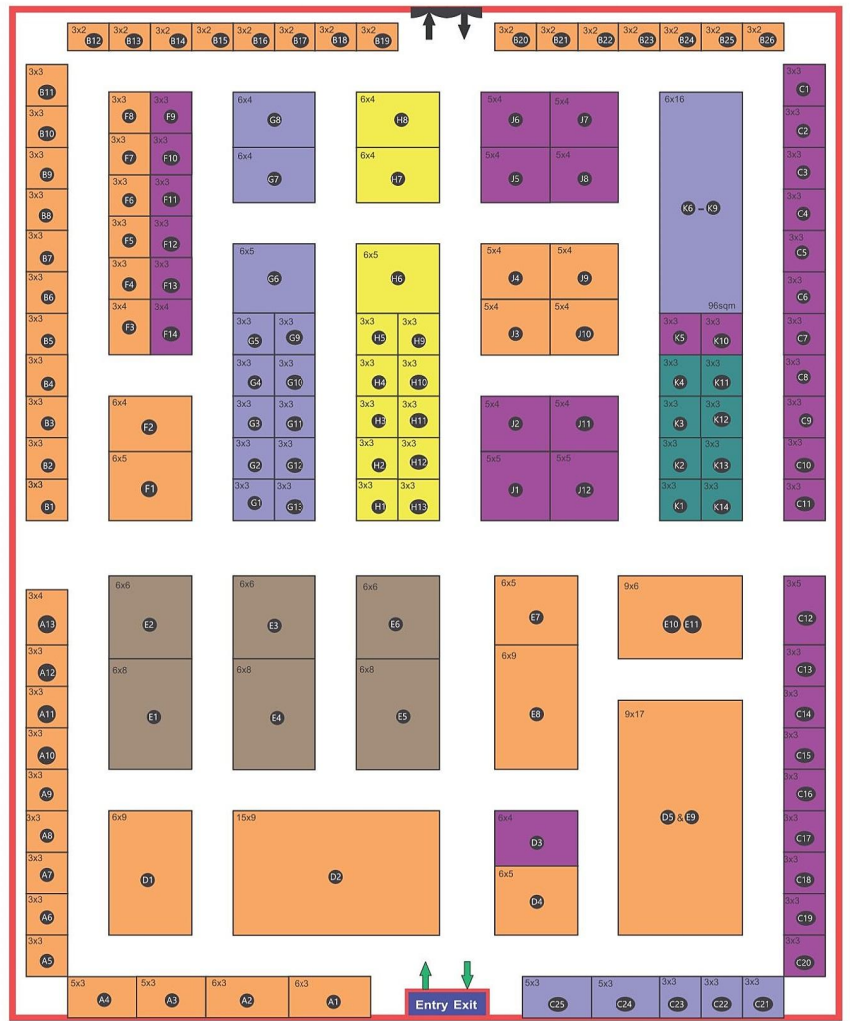 3x2 3x2 3x2 3x2 3x2 3x2 3x2 3x2
B12 B13 B14 B15 B16 B17 B18 B19
3x2 3x2 3x2 3x2 3x2 3x2 3x2
B20 B21 B22 B23 B24 B25 B26
3x3 B11
3x3 B10
3x3 B9
3x3 B8
3x3 B7
3x3 B6
3x3 B5
3x3 B4
3x3 B3
3x3 B2
3x3 B1
3x3 F8 3x3 F9
3x3 F7 3x3 F10
3x3 F6 3x3 F11
3x3 F5 3x3 F12
3x3 F4 3x3 F13
3x4 F3 3x4 F14
6x4 F2
6x5 F1
6x4 G8
6x4 G7
6x5 G6
3x3 G5 3x3 G9
3x3 G4 3x3 G10
3x3 G3 3x3 G11
3x3 G2 3x3 G12
3x3 G1 3x3 G13
6x4 H8
6x4 H7
6x5 H6
3x3 H5 3x3 H9
3x3 H4 3x3 H10
3x3 H3 3x3 H11
3x3 H2 3x3 H12
3x3 H1 3x3 H13
5x4 J6 5x4 J7
5x4 J5 5x4 J8
5x4 J4 5x4 J9
5x4 J3 5x4 J10
5x4 J2 5x4 J11
5x5 J1 5x5 J12
6x16
K6 – K9
96sqm
3x3 K5 3x3 K10
3x3 K4 3x3 K11
3x3 K3 3x3 K12
3x3 K2 3x3 K13
3x3 K1 3x3 K14
3x3 C1
3x3 C2
3x3 C3
3x3 C4
3x3 C5
3x3 C6
3x3 C7
3x3 C8
3x3 C9
3x3 C10
3x3 C11
3x4 A13
3x3 A12
3x3 A11
3x3 A10
3x3 A9
3x3 A8
3x3 A7
3x3 A6
3x3 A5
6x6 E2
6x8 E1
6x6 E3
6x8 E4
6x6 E6
6x8 E5
6x5 E7
6x9 E8
9x6 E10 E11
9x17
D5 & E9
6x9 D1
15x9 D2
6x4 D3
6x5 D4
3x5 C12
3x3 C13
3x3 C14
3x3 C15
3x3 C16
3x3 C17
3x3 C18
3x3 C19
3x3 C20
5x3 A4 5x3 A3 6x3 A2 6x3 A1
Entry Exit
5x3 C25 5x3 C24 3x3 C23 3x3 C22 3x3 C21